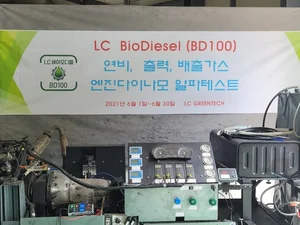 LC BioDiesel (BD100)
LC 바이오디젤
BD100
연비, 출력, 배출가스
엔진다이나모 알파테스트
2021년 6월 1일~6월 30일 LC GREENTECH